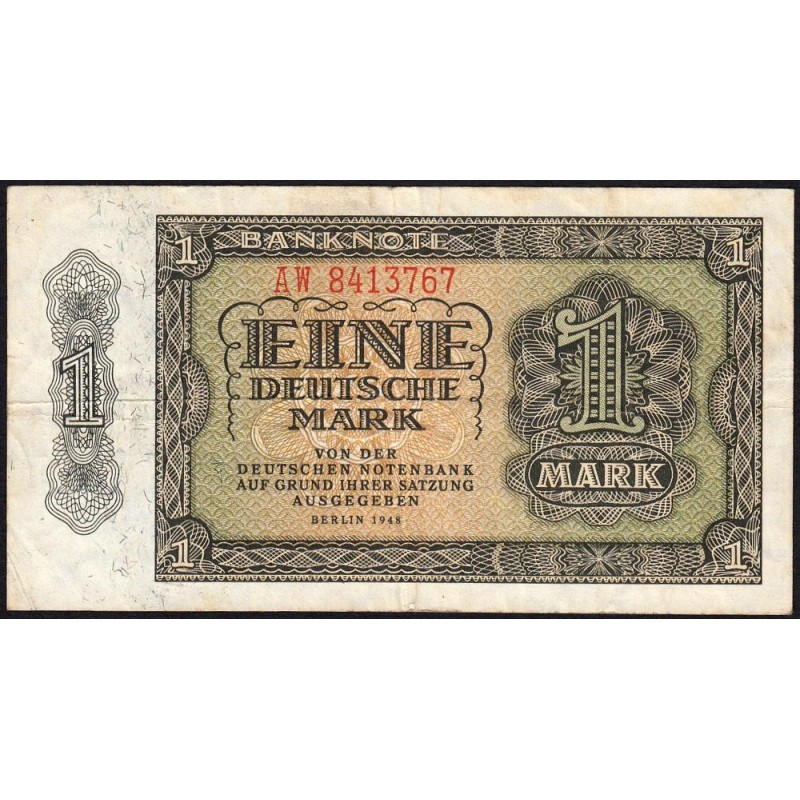 1 BANKNOTE 1
AW 8413767
EINE
DEUTSCHE
MARK
VON DER
DEUTSCHEN NOTENBANK
AUF GRUND IHRER SATZUNG
AUSGEGEBEN
BERLIN 1948
1
1
MARK
1 1